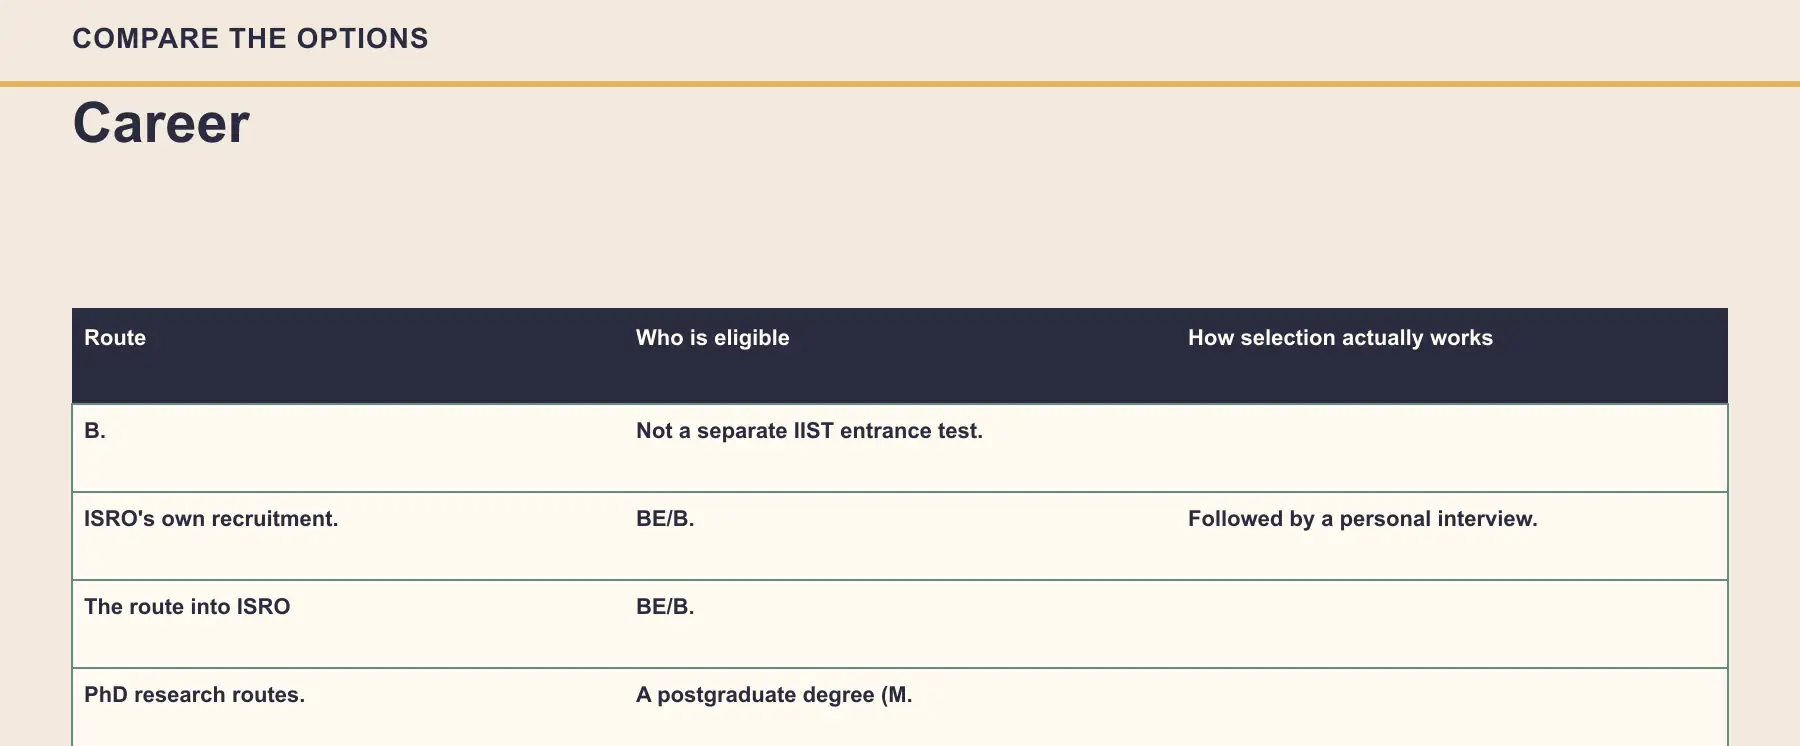 COMPARE THE OPTIONS
Career
Route Who is eligible How selection actually works
B. Not a separate IIST entrance test.
ISRO's own recruitment. BE/B. Followed by a personal interview.
The route into ISRO BE/B.
PhD research routes. A postgraduate degree (M.